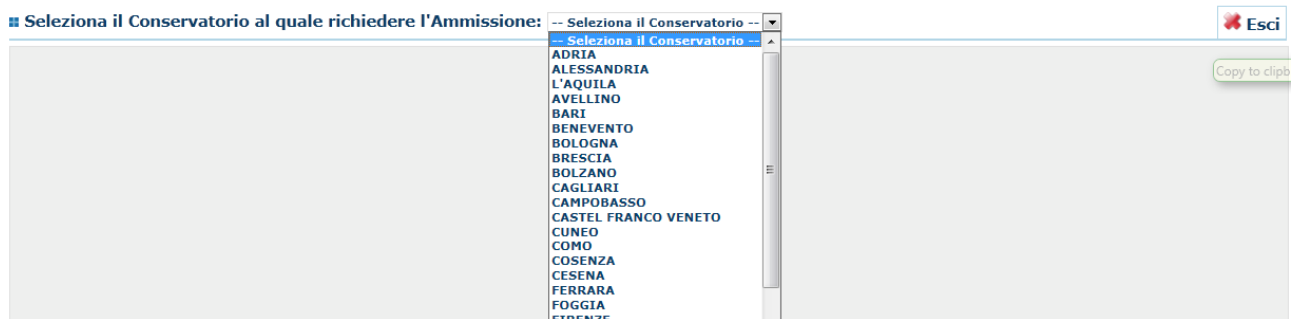 Seleziona il Conservatorio al quale richiedere l'Ammissione: -- Seleziona il Conservatorio -- Esci
-- Seleziona il Conservatorio --
ADRIA
ALESSANDRIA
Copy to clipb
L'AQUILA
AVELLINO
BARI
BENEVENTO
BOLOGNA
BRESCIA
BOLZANO
CAGLIARI
CAMPOBASSO
CASTEL FRANCO VENETO
CUNEO
COMO
COSENZA
CESENA
FERRARA
FOGGIA
FIRENZE